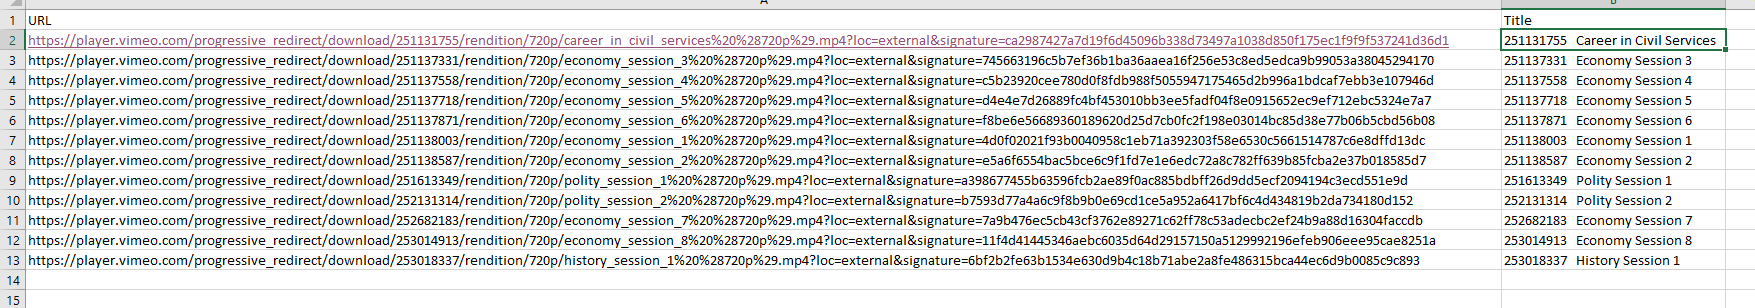 A B
1 URL Title
2 https://player.vimeo.com/progressive_redirect/download/251131755/rendition/720p/career_in_civil_services%20%28720p%29.mp4?loc=external&signature=ca2987427a7d19f6d45096b338d73497a1038d850f175ec1f9f9f537241d36d1 251131755 Career in Civil Services
3 https://player.vimeo.com/progressive_redirect/download/251137331/rendition/720p/economy_session_3%20%28720p%29.mp4?loc=external&signature=745663196c5b7ef36b1ba36aaea16f256e53c8ed5edca9b99053a38045294170 251137331 Economy Session 3
4 https://player.vimeo.com/progressive_redirect/download/251137558/rendition/720p/economy_session_4%20%28720p%29.mp4?loc=external&signature=c5b23920cee780d0f8fdb988f5055947175465d2b996a1bdcaf7ebb3e107946d 251137558 Economy Session 4
5 https://player.vimeo.com/progressive_redirect/download/251137718/rendition/720p/economy_session_5%20%28720p%29.mp4?loc=external&signature=d4e4e7d26889fc4bf453010bb3ee5fadf04f8e0915652ec9ef712ebc5324e7a7 251137718 Economy Session 5
6 https://player.vimeo.com/progressive_redirect/download/251137871/rendition/720p/economy_session_6%20%28720p%29.mp4?loc=external&signature=f8be6e56689360189620d25d7cb0fc2f198e03014bc85d38e77b06b5cbd56b08 251137871 Economy Session 6
7 https://player.vimeo.com/progressive_redirect/download/251138003/rendition/720p/economy_session_1%20%28720p%29.mp4?loc=external&signature=4d0f02021f93b0040958c1eb71a392303f58e6530c5661514787c6e8dffd13dc 251138003 Economy Session 1
8 https://player.vimeo.com/progressive_redirect/download/251138587/rendition/720p/economy_session_2%20%28720p%29.mp4?loc=external&signature=e5a6f6554bac5bce6c9f1fd7e1e6edc72a8c782ff639b85fcba2e37b018585d7 251138587 Economy Session 2
9 https://player.vimeo.com/progressive_redirect/download/251613349/rendition/720p/polity_session_1%20%28720p%29.mp4?loc=external&signature=a398677455b63596fcb2ae89f0ac885bdbff26d9dd5ecf2094194c3ecd551e9d 251613349 Polity Session 1
10 https://player.vimeo.com/progressive_redirect/download/252131314/rendition/720p/polity_session_2%20%28720p%29.mp4?loc=external&signature=b7593d77a4a6c9f8b9b0e69cd1ce5a952a6417bf6c4d434819b2da734180d152 252131314 Polity Session 2
11 https://player.vimeo.com/progressive_redirect/download/252682183/rendition/720p/economy_session_7%20%28720p%29.mp4?loc=external&signature=7a9b476ec5cb43cf3762e89271c62ff78c53adecbc2ef24b9a88d16304faccdb 252682183 Economy Session 7
12 https://player.vimeo.com/progressive_redirect/download/253014913/rendition/720p/economy_session_8%20%28720p%29.mp4?loc=external&signature=11f4d41445346aebc6035d64d29157150a5129992196efeb906eee95cae8251a 253014913 Economy Session 8
13 https://player.vimeo.com/progressive_redirect/download/253018337/rendition/720p/history_session_1%20%28720p%29.mp4?loc=external&signature=6bf2b2fe63b1534e630d9b4c18b71abe2a8fe486315bca44ec6d9b0085c9c893 253018337 History Session 1
14
15